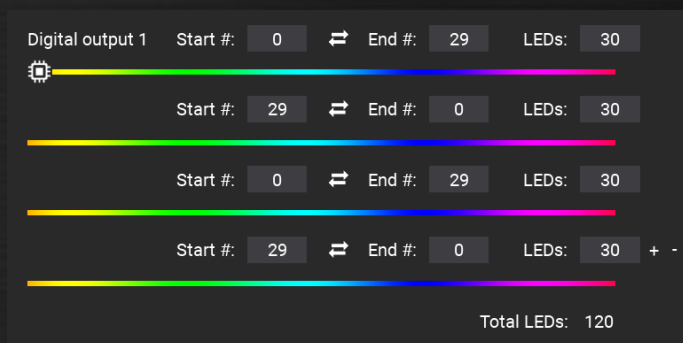 Digital output 1 Start #: 0 End #: 29 LEDs: 30
Start #: 29 End #: 0 LEDs: 30
Start #: 0 End #: 29 LEDs: 30
Start #: 29 End #: 0 LEDs: 30 + -
Total LEDs: 120